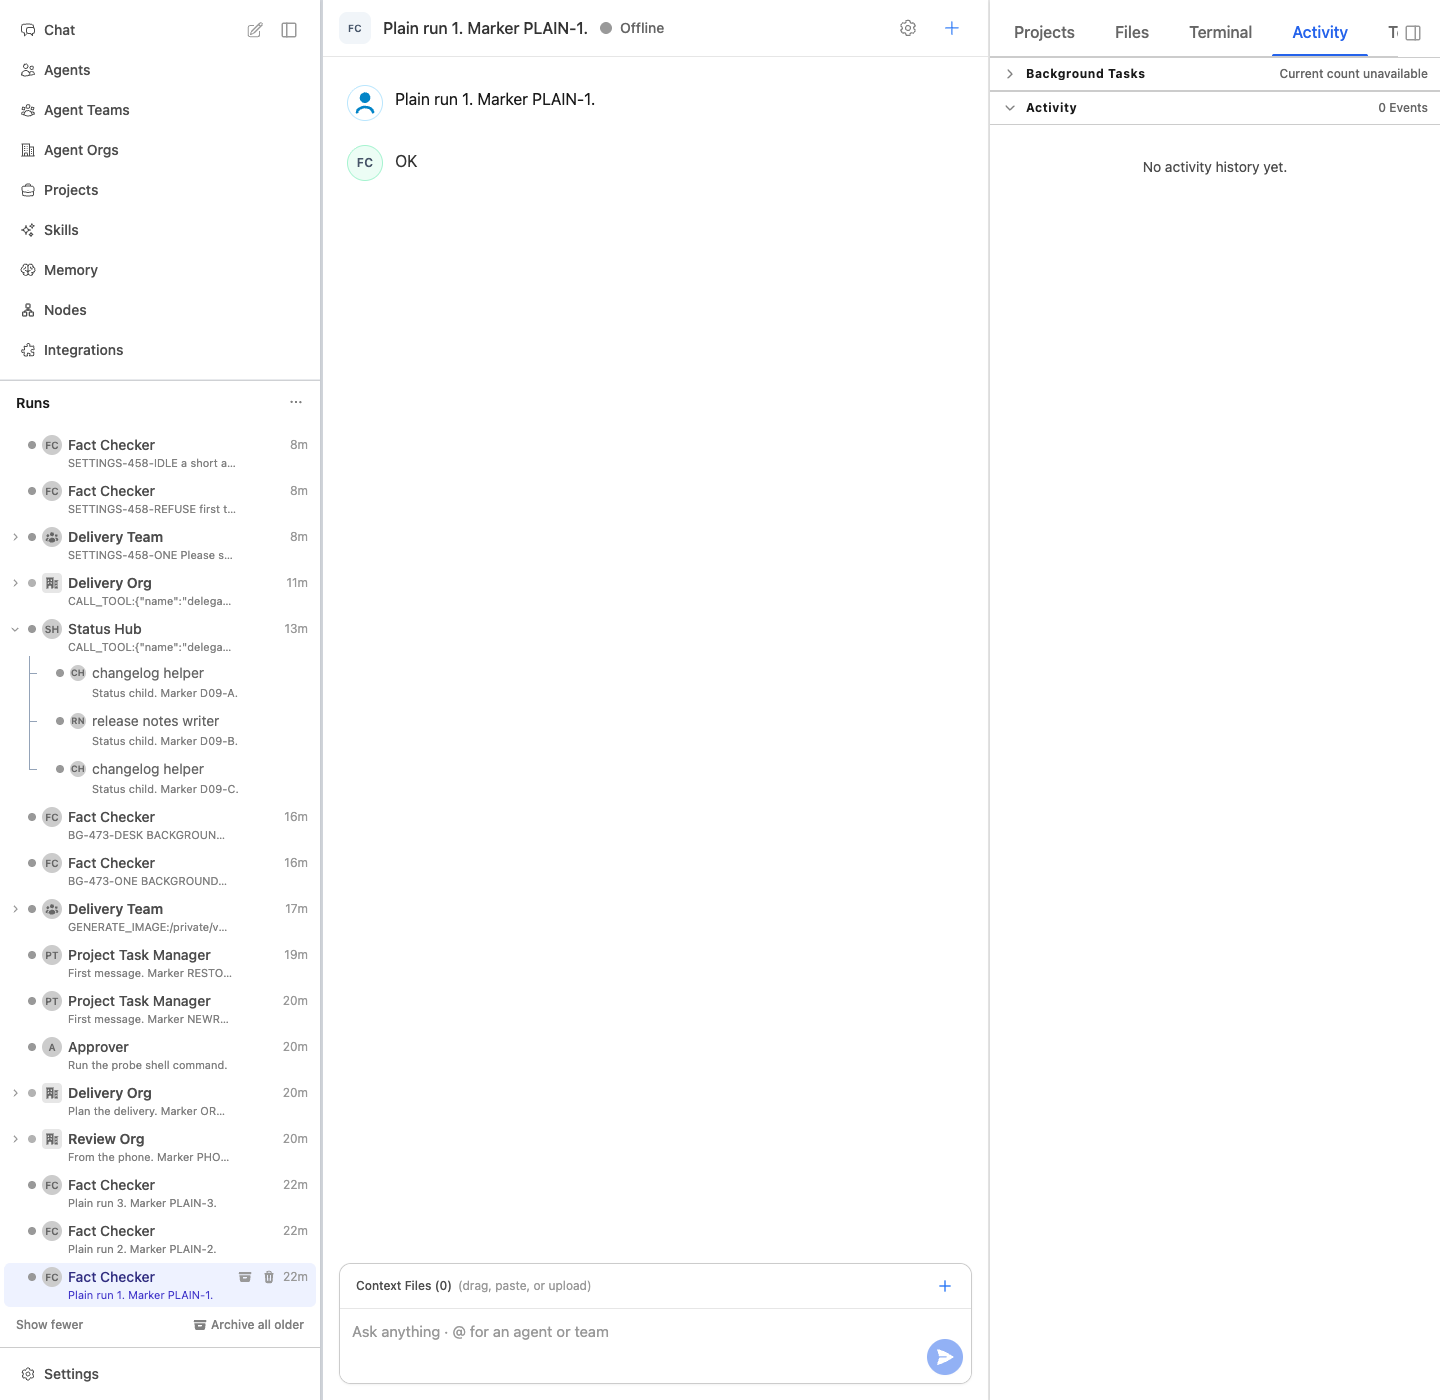 Chat
Agents
Agent Teams
Agent Orgs
Projects
Skills
Memory
Nodes
Integrations
Runs
FC Fact Checker 8m
SETTINGS-458-IDLE a short a...
FC Fact Checker 8m
SETTINGS-458-REFUSE first t...
Delivery Team 8m
SETTINGS-458-ONE Please s...
Delivery Org 11m
CALL_TOOL:{"name":"delega...
SH Status Hub 13m
CALL_TOOL:{"name":"delega...
CH changelog helper
Status child. Marker D09-A.
RN release notes writer
Status child. Marker D09-B.
CH changelog helper
Status child. Marker D09-C.
FC Fact Checker 16m
BG-473-DESK BACKGROUN...
FC Fact Checker 16m
BG-473-ONE BACKGROUND...
Delivery Team 17m
GENERATE_IMAGE:/private/v...
PT Project Task Manager 19m
First message. Marker RESTO...
PT Project Task Manager 20m
First message. Marker NEWR...
A Approver 20m
Run the probe shell command.
Delivery Org 20m
Plan the delivery. Marker OR...
Review Org 20m
From the phone. Marker PHO...
FC Fact Checker 22m
Plain run 3. Marker PLAIN-3.
FC Fact Checker 22m
Plain run 2. Marker PLAIN-2.
FC Fact Checker 22m
Plain run 1. Marker PLAIN-1.
Show fewer Archive all older
Settings
FC Plain run 1. Marker PLAIN-1. Offline
Plain run 1. Marker PLAIN-1.
FC OK
Context Files (0) (drag, paste, or upload)
Ask anything · @ for an agent or team
Projects Files Terminal Activity
Background Tasks Current count unavailable
Activity 0 Events
No activity history yet.